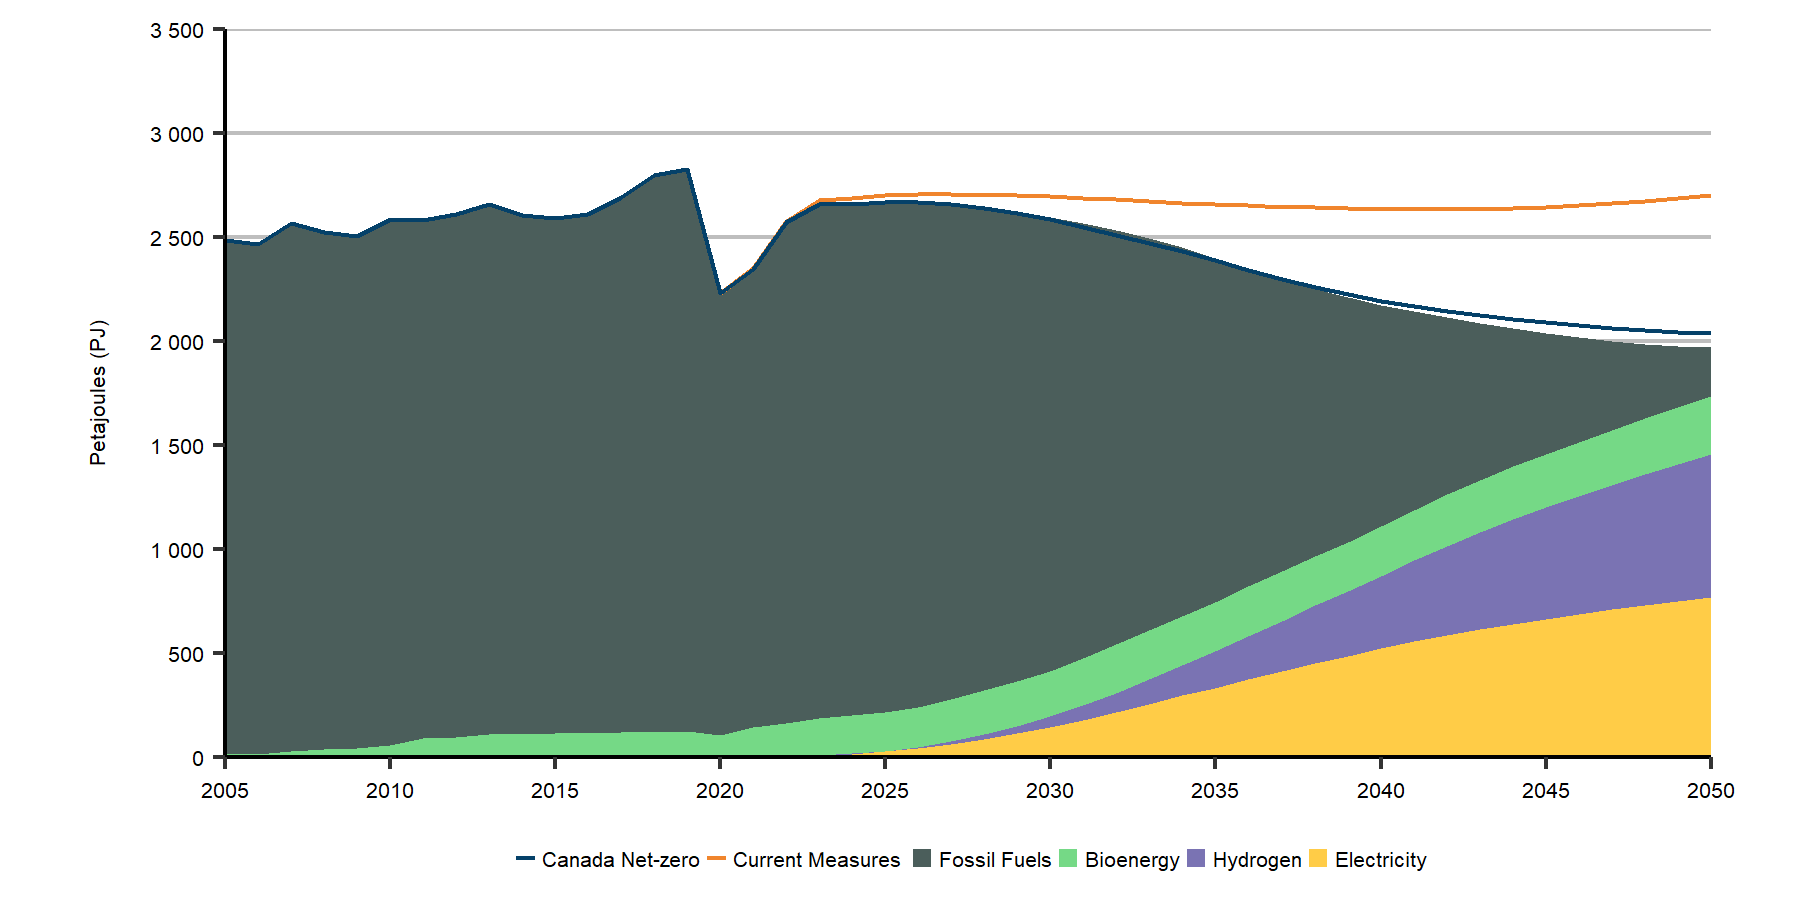 3 500
3 000
2 500
2 000
1 500
1 000
500
0
Petajoules (PJ)
2005 2010 2015 2020 2025 2030 2035 2040 2045 2050
Canada Net-zero Current Measures Fossil Fuels Bioenergy Hydrogen Electricity